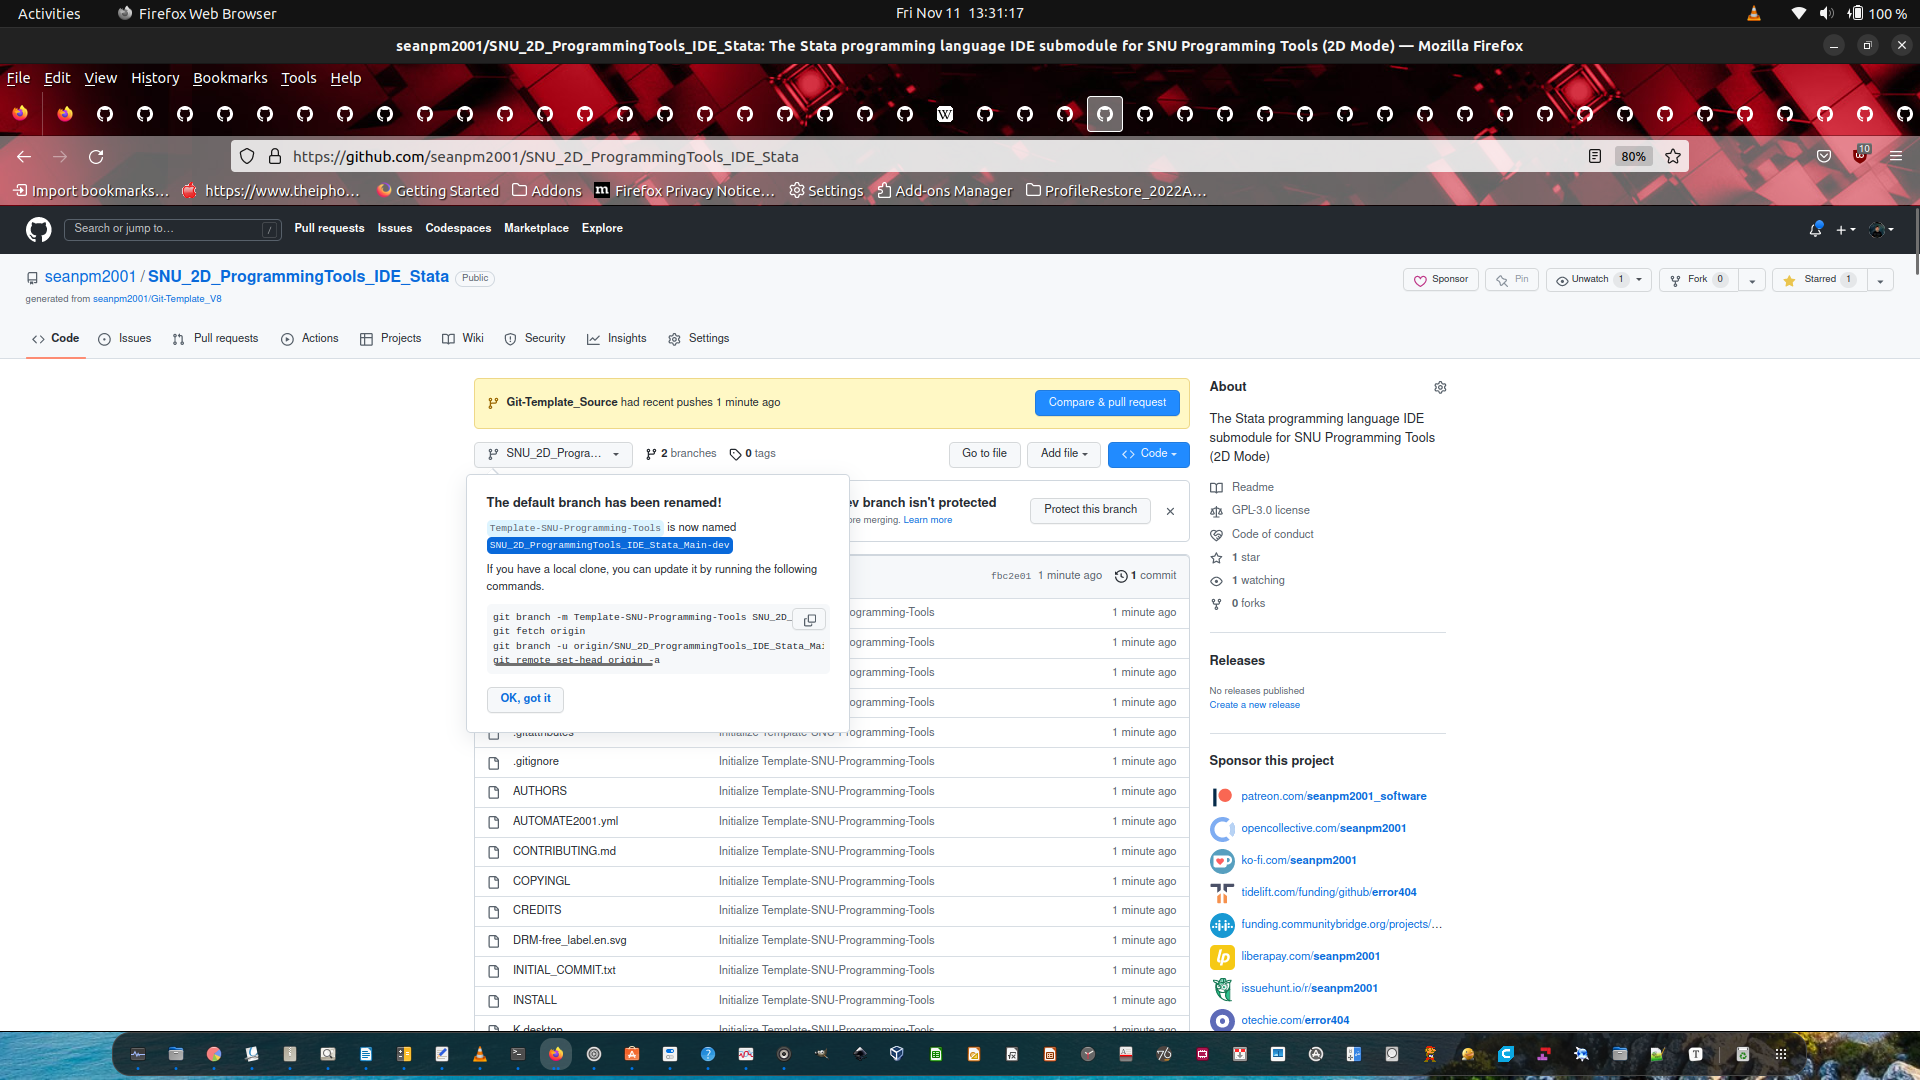 Activities
Firefox Web Browser
Fri Nov 11 13:31:17
100 %
seanpm2001/SNU_2D_ProgrammingTools_IDE_Stata: The Stata programming language IDE submodule for SNU Programming Tools (2D Mode) — Mozilla Firefox
File Edit View History Bookmarks Tools Help
https://github.com/seanpm2001/SNU_2D_ProgrammingTools_IDE_Stata
80%
10
Import bookmarks…
https://www.theipho…
Getting Started
Addons
Firefox Privacy Notice…
Settings
Add-ons Manager
ProfileRestore_2022A…
Search or jump to…
/
Pull requests Issues Codespaces Marketplace Explore
seanpm2001 / SNU_2D_ProgrammingTools_IDE_Stata
Public
generated from seanpm2001/Git-Template_V8
Sponsor
Pin
Unwatch 1
Fork 0
Starred 1
Code
Issues
Pull requests
Actions
Projects
Wiki
Security
Insights
Settings
Git-Template_Source had recent pushes 1 minute ago
Compare & pull request
SNU_2D_Progra…
2 branches
0 tags
Go to file
Add file
Code
The default branch has been renamed!
Template-SNU-Programming-Tools is now named
SNU_2D_ProgrammingTools_IDE_Stata_Main-dev
If you have a local clone, you can update it by running the following
commands.
git branch -m Template-SNU-Programming-Tools SNU_2D_
git fetch origin
git branch -u origin/SNU_2D_ProgrammingTools_IDE_Stata_Mai
git remote set-head origin -a
OK, got it
ev branch isn't protected
ore merging. Learn more
Protect this branch
fbc2e01 1 minute ago
1 commit
ogramming-Tools 1 minute ago
ogramming-Tools 1 minute ago
ogramming-Tools 1 minute ago
ogramming-Tools 1 minute ago
.gitattributes Initialize Template-SNU-Programming-Tools 1 minute ago
.gitignore Initialize Template-SNU-Programming-Tools 1 minute ago
AUTHORS Initialize Template-SNU-Programming-Tools 1 minute ago
AUTOMATE2001.yml Initialize Template-SNU-Programming-Tools 1 minute ago
CONTRIBUTING.md Initialize Template-SNU-Programming-Tools 1 minute ago
COPYINGL Initialize Template-SNU-Programming-Tools 1 minute ago
CREDITS Initialize Template-SNU-Programming-Tools 1 minute ago
DRM-free_label.en.svg Initialize Template-SNU-Programming-Tools 1 minute ago
INITIAL_COMMIT.txt Initialize Template-SNU-Programming-Tools 1 minute ago
INSTALL Initialize Template-SNU-Programming-Tools 1 minute ago
K.desktop Initialize Template-SNU-Programming-Tools 1 minute ago
About
The Stata programming language IDE
submodule for SNU Programming Tools
(2D Mode)
Readme
GPL-3.0 license
Code of conduct
1 star
1 watching
0 forks
Releases
No releases published
Create a new release
Sponsor this project
patreon.com/seanpm2001_software
opencollective.com/seanpm2001
ko-fi.com/seanpm2001
tidelift.com/funding/github/error404
funding.communitybridge.org/projects/…
liberapay.com/seanpm2001
issuehunt.io/r/seanpm2001
otechie.com/error404